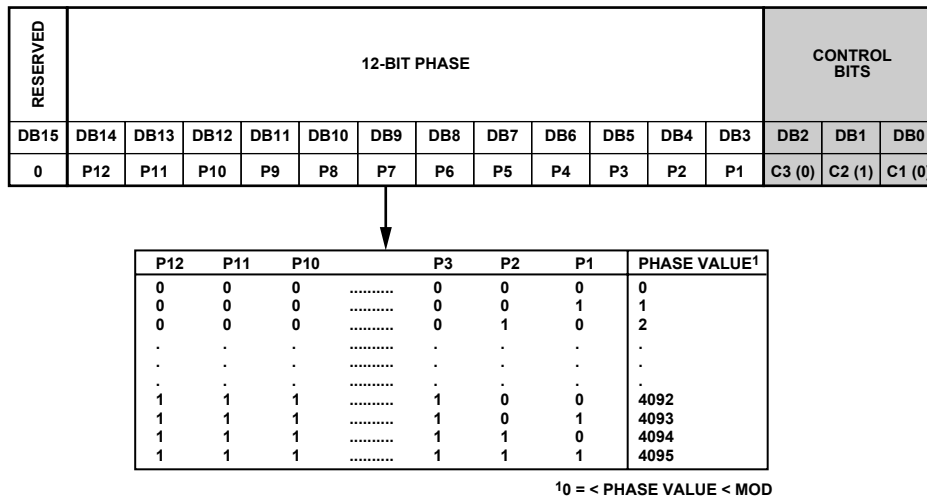 RESERVED
12-BIT PHASE
CONTROL
BITS
DB15 DB14 DB13 DB12 DB11 DB10 DB9 DB8 DB7 DB6 DB5 DB4 DB3 DB2 DB1 DB0
0 P12 P11 P10 P9 P8 P7 P6 P5 P4 P3 P2 P1 C3 (0) C2 (1) C1 (0)
P12 P11 P10 P3 P2 P1 PHASE VALUE1
0 0 0 .......... 0 0 0 0
0 0 0 .......... 0 0 1 1
0 0 0 .......... 0 1 0 2
. . . .......... . . . .
. . . .......... . . . .
. . . .......... . . . .
1 1 1 .......... 1 0 0 4092
1 1 1 .......... 1 0 1 4093
1 1 1 .......... 1 1 0 4094
1 1 1 .......... 1 1 1 4095
10 = < PHASE VALUE < MOD